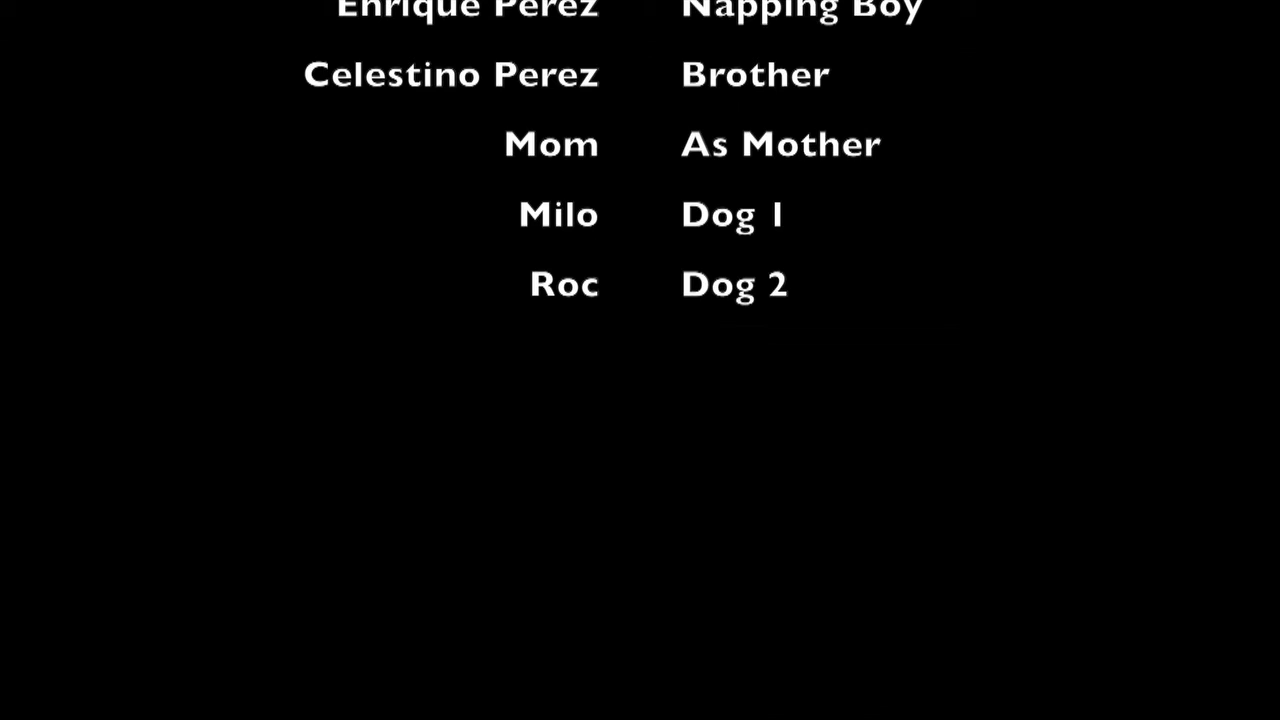 Enrique Perez Napping Boy
Celestino Perez Brother
Mom As Mother
Milo Dog 1
Roc Dog 2